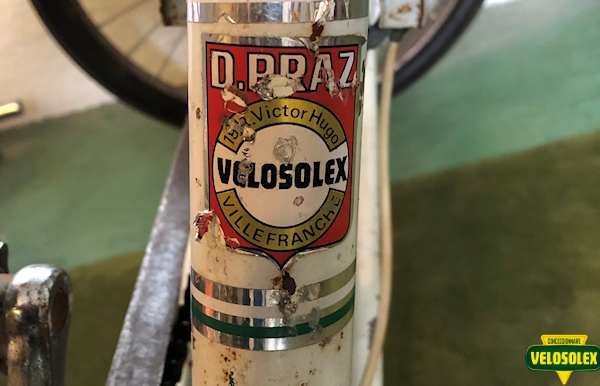 D.PRAZ
Victor Hugo
VELOSOLEX
VILLEFRANCHE
CONCESSIONNAIRE
VELOSOLEX